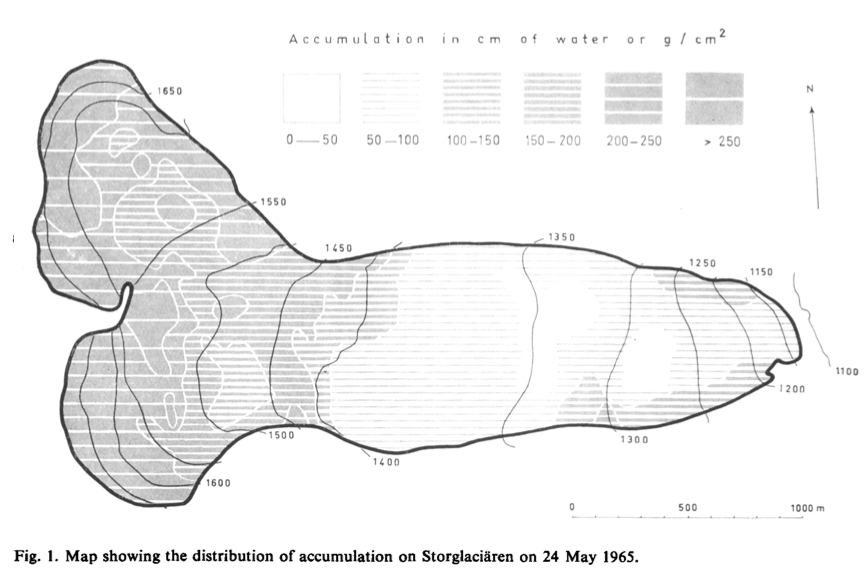 Accumulation in cm of water or g/cm²
0—50 50—100 100-150 150-200 200-250 > 250
N
1650
1550
1450
1350
1250
1150
1100
1200
1300
1400
1500
1600
0 500 1000 m
Fig. 1. Map showing the distribution of accumulation on Storglaciären on 24 May 1965.